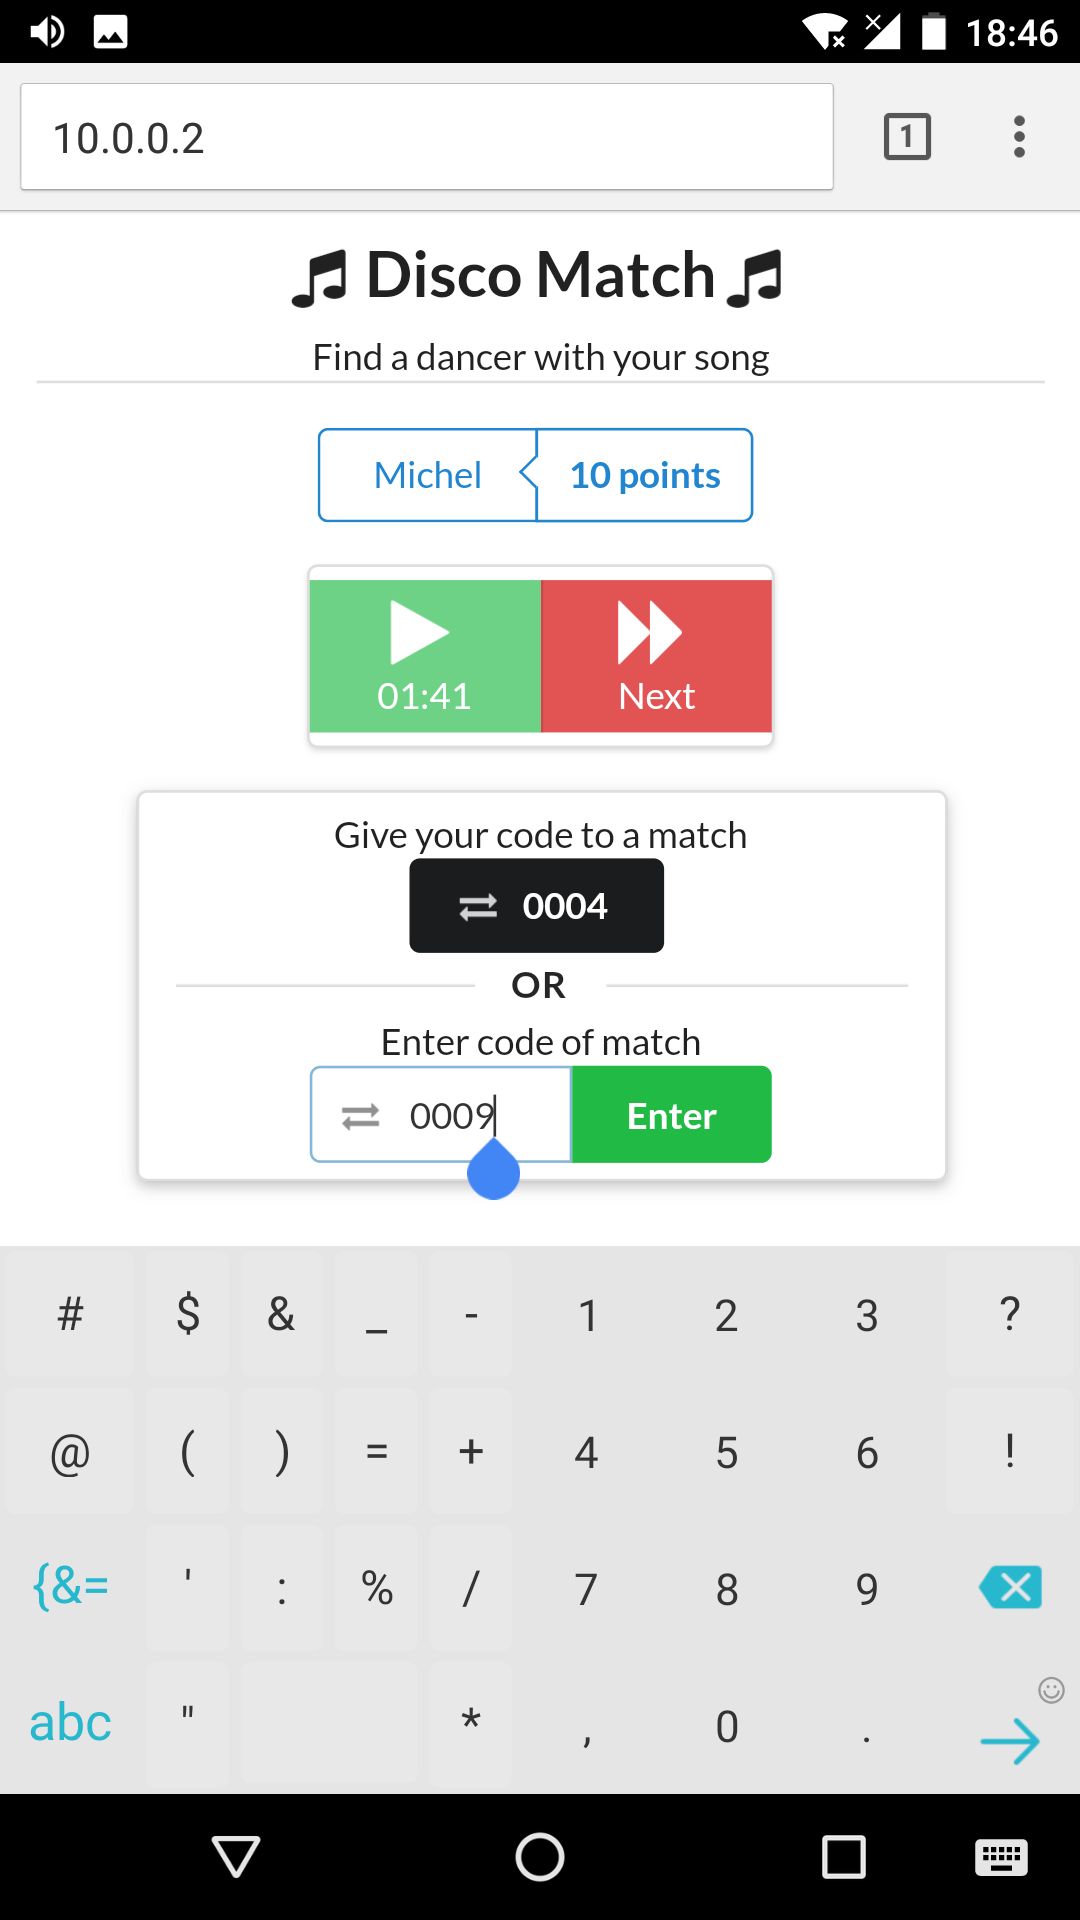 18:46
10.0.0.2
1
Disco Match
Find a dancer with your song
Michel 10 points
01:41 Next
Give your code to a match
0004
OR
Enter code of match
0009 Enter
# $ & _ - 1 2 3 ?
@ ( ) = + 4 5 6 !
{&= ' : % / 7 8 9
abc " * , 0 .